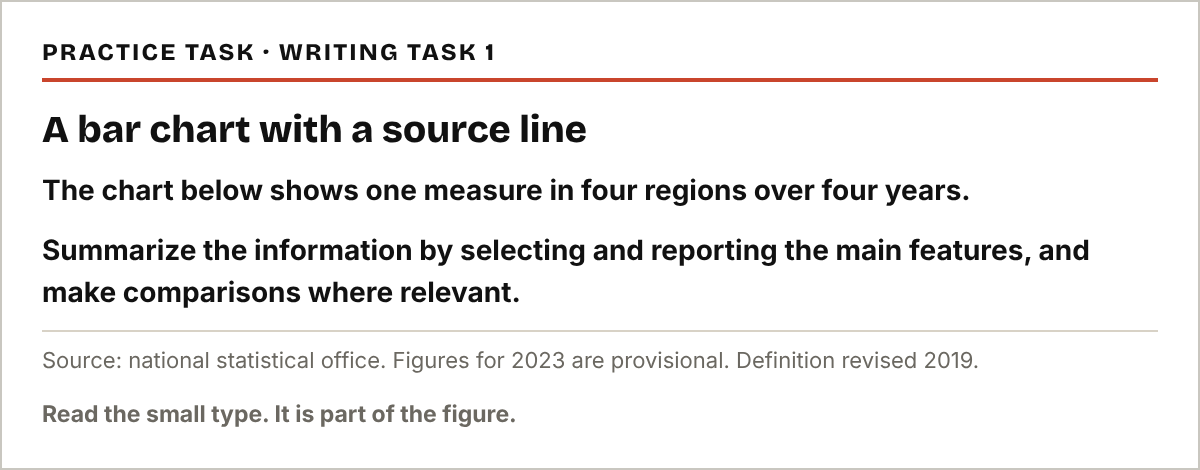 PRACTICE TASK · WRITING TASK 1
A bar chart with a source line
The chart below shows one measure in four regions over four years.
Summarize the information by selecting and reporting the main features, and
make comparisons where relevant.
Source: national statistical office. Figures for 2023 are provisional. Definition revised 2019.
Read the small type. It is part of the figure.